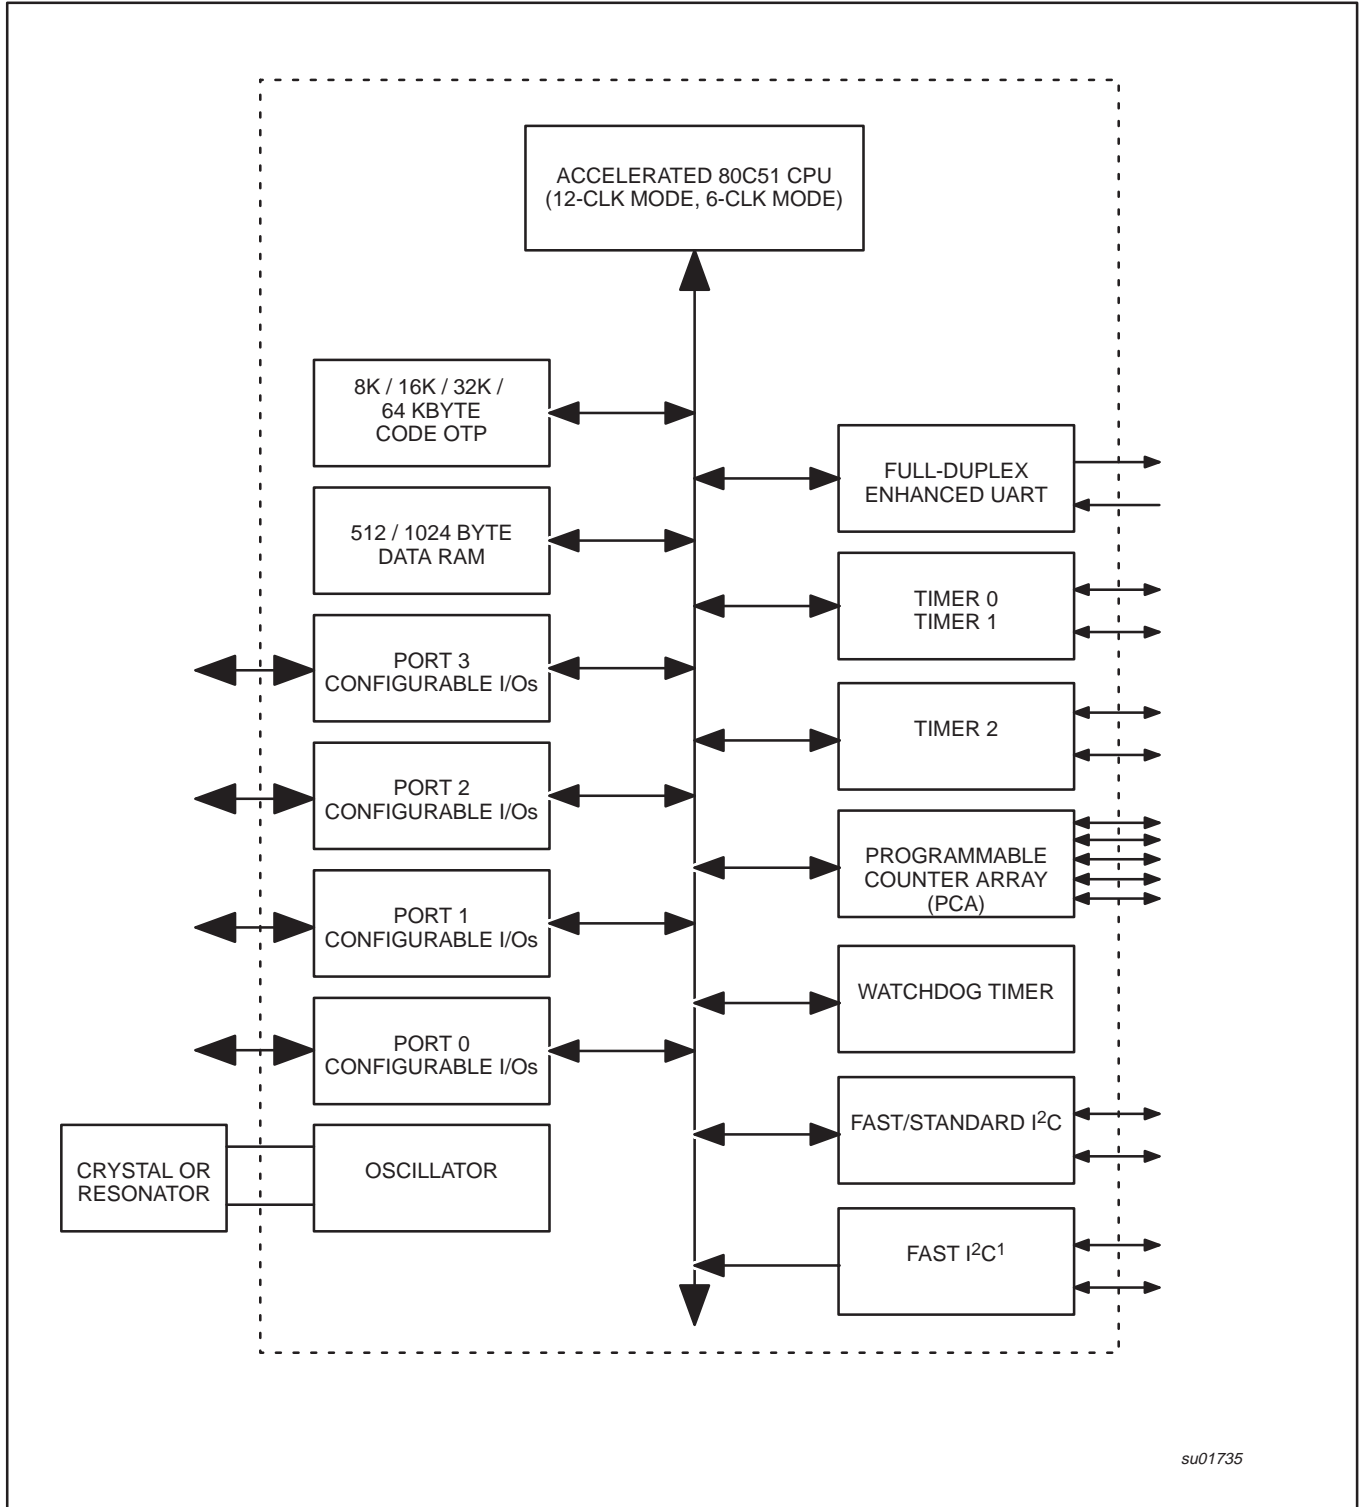 ACCELERATED 80C51 CPU
(12-CLK MODE, 6-CLK MODE)
8K / 16K / 32K /
64 KBYTE
CODE OTP
512 / 1024 BYTE
DATA RAM
PORT 3
CONFIGURABLE I/Os
PORT 2
CONFIGURABLE I/Os
PORT 1
CONFIGURABLE I/Os
PORT 0
CONFIGURABLE I/Os
CRYSTAL OR
RESONATOR
OSCILLATOR
FULL-DUPLEX
ENHANCED UART
TIMER 0
TIMER 1
TIMER 2
PROGRAMMABLE
COUNTER ARRAY
(PCA)
WATCHDOG TIMER
FAST/STANDARD I²C
FAST I²C¹
su01735